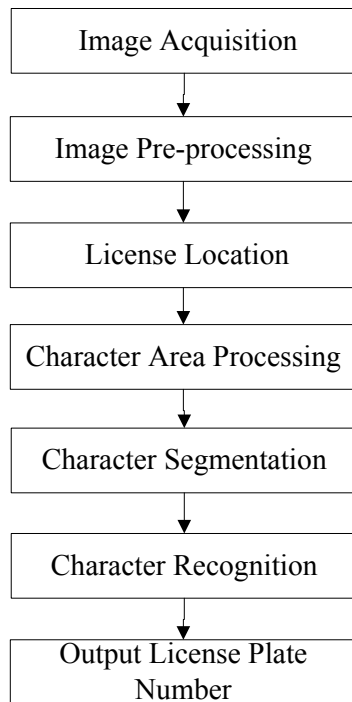 Image Acquisition
Image Pre-processing
License Location
Character Area Processing
Character Segmentation
Character Recognition
Output License Plate
Number